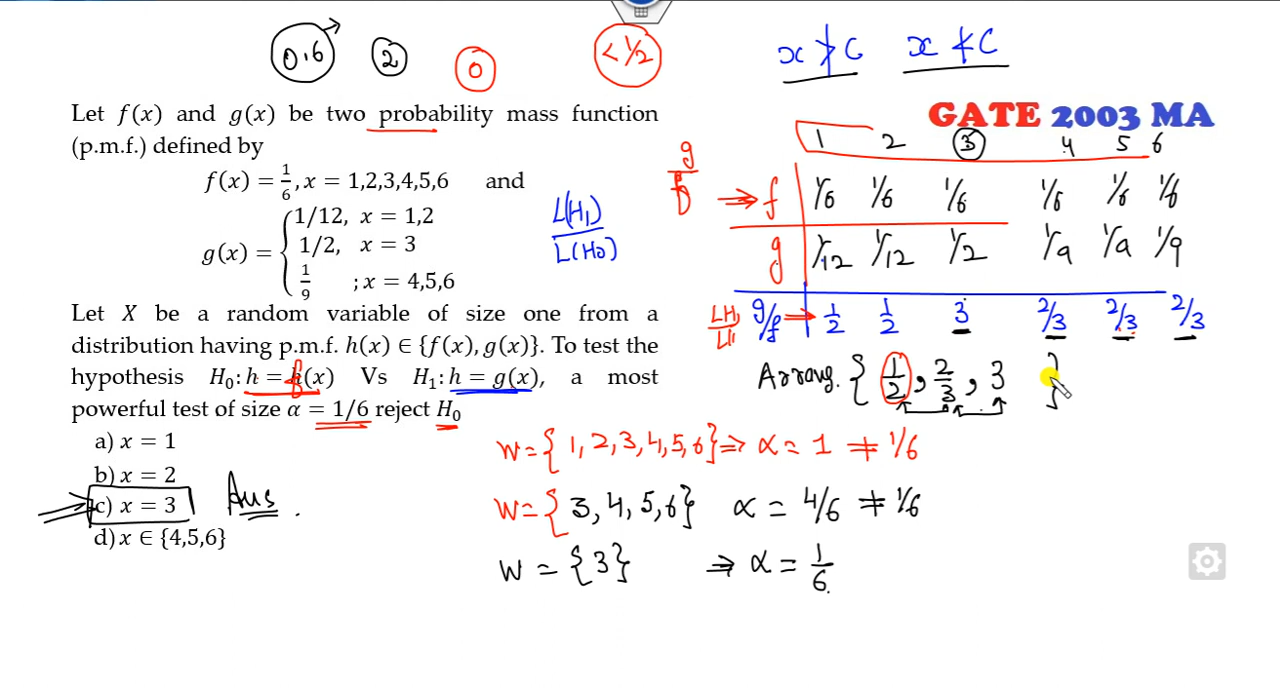 0.6 2 0 < 1/2 x ≯ C x ≮ C
Let f(x) and g(x) be two probability mass function
(p.m.f.) defined by
f(x) = 1/6, x = 1,2,3,4,5,6 and
g(x) = { 1/12, x = 1,2
1/2, x = 3
1/9 ; x = 4,5,6
Let X be a random variable of size one from a
distribution having p.m.f. h(x) ∈ {f(x), g(x)}. To test the
hypothesis H₀: h = f(x) Vs H₁: h = g(x), a most
powerful test of size α = 1/6 reject H₀
a) x = 1
b) x = 2
c) x = 3 Ans.
d) x ∈ {4,5,6}
L(H₁)
L(H₀)
GATE 2003 MA
1 2 3 4 5 6
g/f → f 1/6 1/6 1/6 1/6 1/6 1/6
g 1/12 1/12 1/2 1/9 1/9 1/9
g/f → 1/2 1/2 3 2/3 2/3 2/3
Arrang. { 1/2, 2/3, 3 }
W = {1, 2, 3, 4, 5, 6} ⇒ α = 1 ≠ 1/6
W = {3, 4, 5, 6} α = 4/6 ≠ 1/6
W = {3} ⇒ α = 1/6.